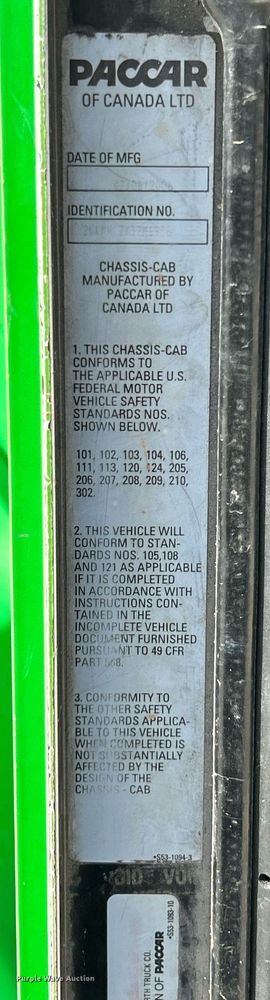 PACCAR
OF CANADA LTD
DATE OF MFG
IDENTIFICATION NO.
CHASSIS-CAB
MANUFACTURED BY
PACCAR OF
CANADA LTD
1. THIS CHASSIS-CAB
CONFORMS TO
THE APPLICABLE U.S.
FEDERAL MOTOR
VEHICLE SAFETY
STANDARDS NOS.
SHOWN BELOW.
101, 102, 103, 104, 106,
111, 113, 120, 124, 205,
206, 207, 208, 209, 210,
302.
2. THIS VEHICLE WILL
CONFORM TO STAN-
DARDS NOS. 105,108
AND 121 AS APPLICABLE
IF IT IS COMPLETED
IN ACCORDANCE WITH
INSTRUCTIONS CON-
TAINED IN THE
INCOMPLETE VEHICLE
DOCUMENT FURNISHED
PURSUANT TO 49 CFR
PART 568.
3. CONFORMITY TO
THE OTHER SAFETY
STANDARDS APPLICA-
BLE TO THIS VEHICLE
WHEN COMPLETED IS
NOT SUBSTANTIALLY
AFFECTED BY THE
DESIGN OF THE
CHASSIS - CAB
•S53-1094-3
VOID
•S53-1093-10
RTH TRUCK CO.
ON OF PACCAR
Purple Wave Auction